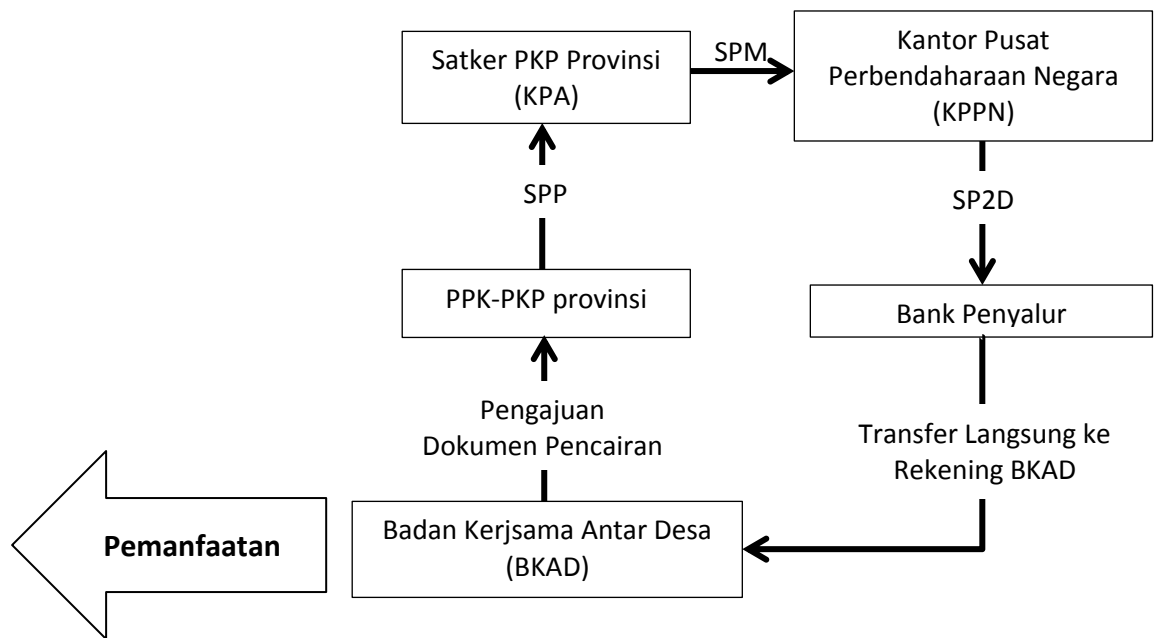 Satker PKP Provinsi
(KPA)
SPM
Kantor Pusat
Perbendaharaan Negara
(KPPN)
SPP
SP2D
PPK-PKP provinsi
Bank Penyalur
Pengajuan
Dokumen Pencairan
Transfer Langsung ke
Rekening BKAD
Pemanfaatan
Badan Kerjsama Antar Desa
(BKAD)